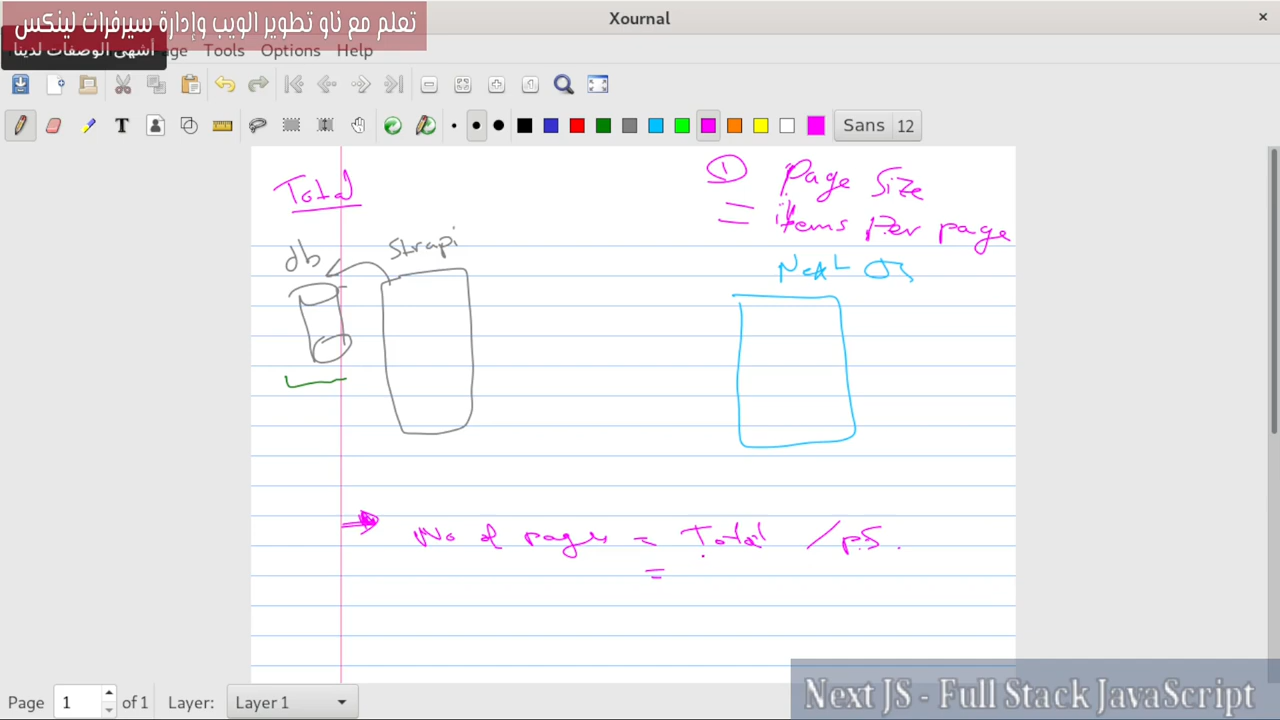 Xournal
تعلم مع ناو تطوير الويب وإدارة سيرفرات لينكس
أشهى الوصفات لدينا
Tools Options Help
Sans 12
Total
① Page Size
= items Per page
db
Strapi
Next JS
No of pages = Total / p.S.
=
Page 1 of 1 Layer: Layer 1
Next JS - Full Stack JavaScript